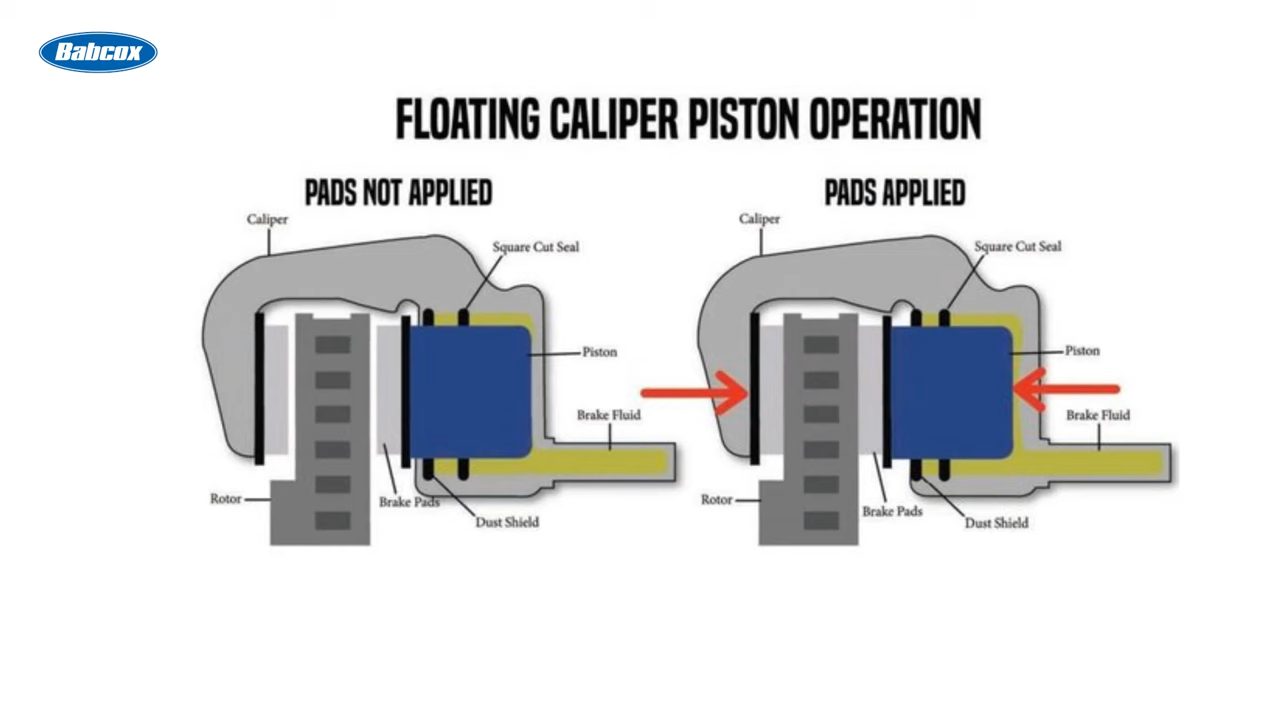 Babcox
FLOATING CALIPER PISTON OPERATION
PADS NOT APPLIED
Caliper
Square Cut Seal
Piston
Brake Fluid
Rotor
Brake Pads
Dust Shield
PADS APPLIED
Caliper
Square Cut Seal
Piston
Brake Fluid
Rotor
Brake Pads
Dust Shield